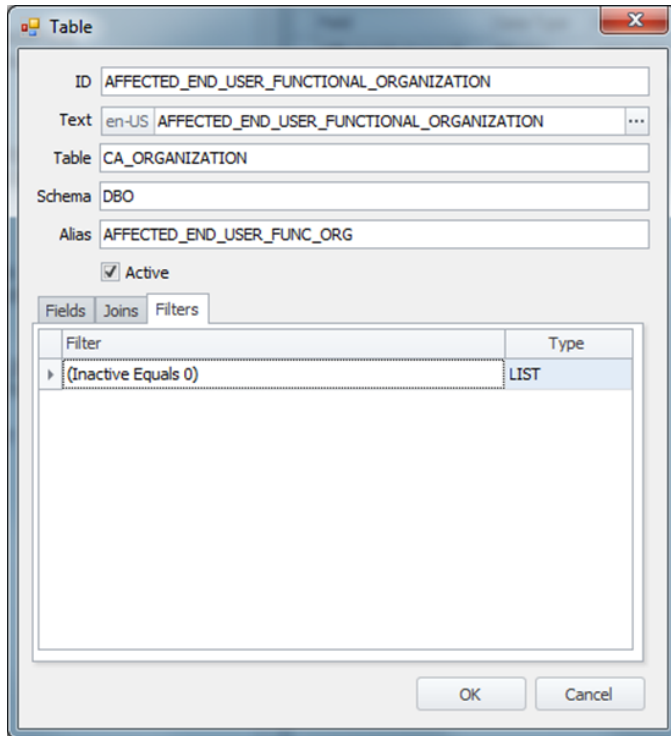 Table
ID AFFECTED_END_USER_FUNCTIONAL_ORGANIZATION
Text en-US AFFECTED_END_USER_FUNCTIONAL_ORGANIZATION ...
Table CA_ORGANIZATION
Schema DBO
Alias AFFECTED_END_USER_FUNC_ORG
Active
Fields Joins Filters
Filter Type
(Inactive Equals 0) LIST
OK Cancel